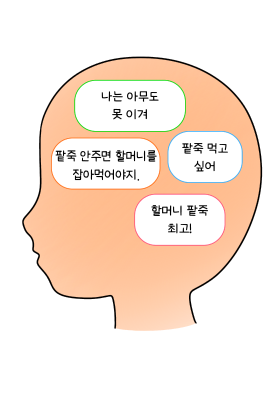 나는 아무도
못 이겨
팥죽 안주면 할머니를
잡아먹어야지.
팥죽 먹고
싶어
할머니 팥죽
최고!